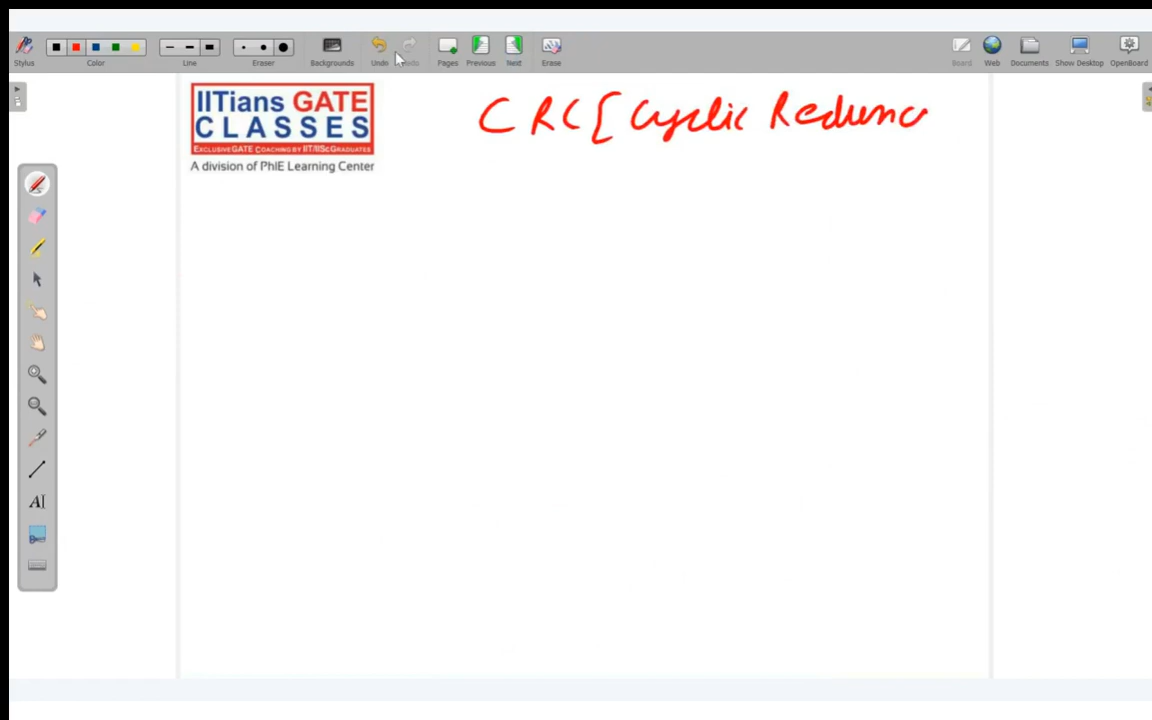 Stylus Color Line Eraser Backgrounds Undo Redo Pages Previous Next Erase Board Web Documents Show Desktop OpenBoard
IITians GATE
CLASSES
EXCLUSIVE GATE COACHING BY IIT/IISC GRADUATES
A division of PhIE Learning Center
CRC [ Cyclic Redunc
AI